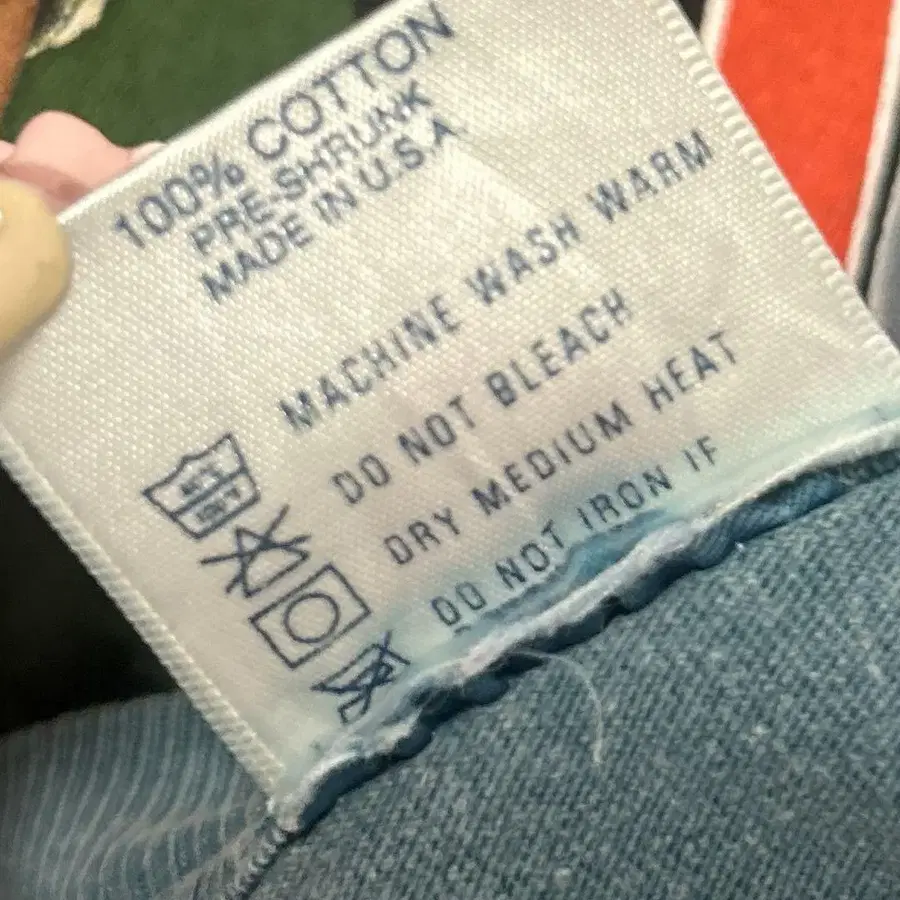 100% COTTON
PRE-SHRUNK
MADE IN U.S.A.
MACHINE WASH WARM
DO NOT BLEACH
DRY MEDIUM HEAT
DO NOT IRON IF